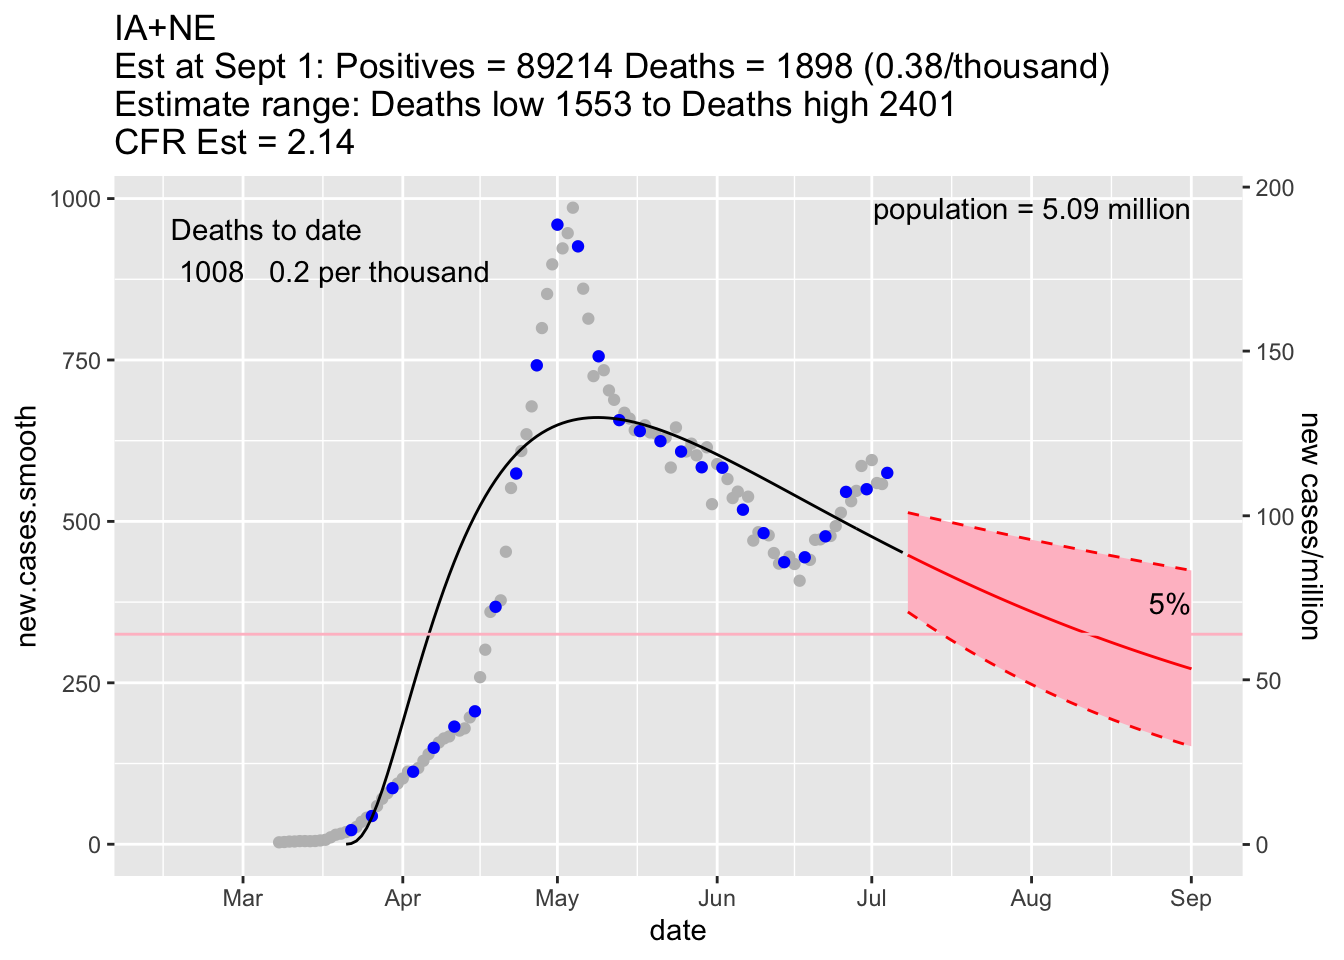 IA+NE
Est at Sept 1: Positives = 89214 Deaths = 1898 (0.38/thousand)
Estimate range: Deaths low 1553 to Deaths high 2401
CFR Est = 2.14
Deaths to date
1008 0.2 per thousand
population = 5.09 million
5%
1000
750
500
250
0
new.cases.smooth
200
150
100
50
0
new cases/million
Mar Apr May Jun Jul Aug Sep
date